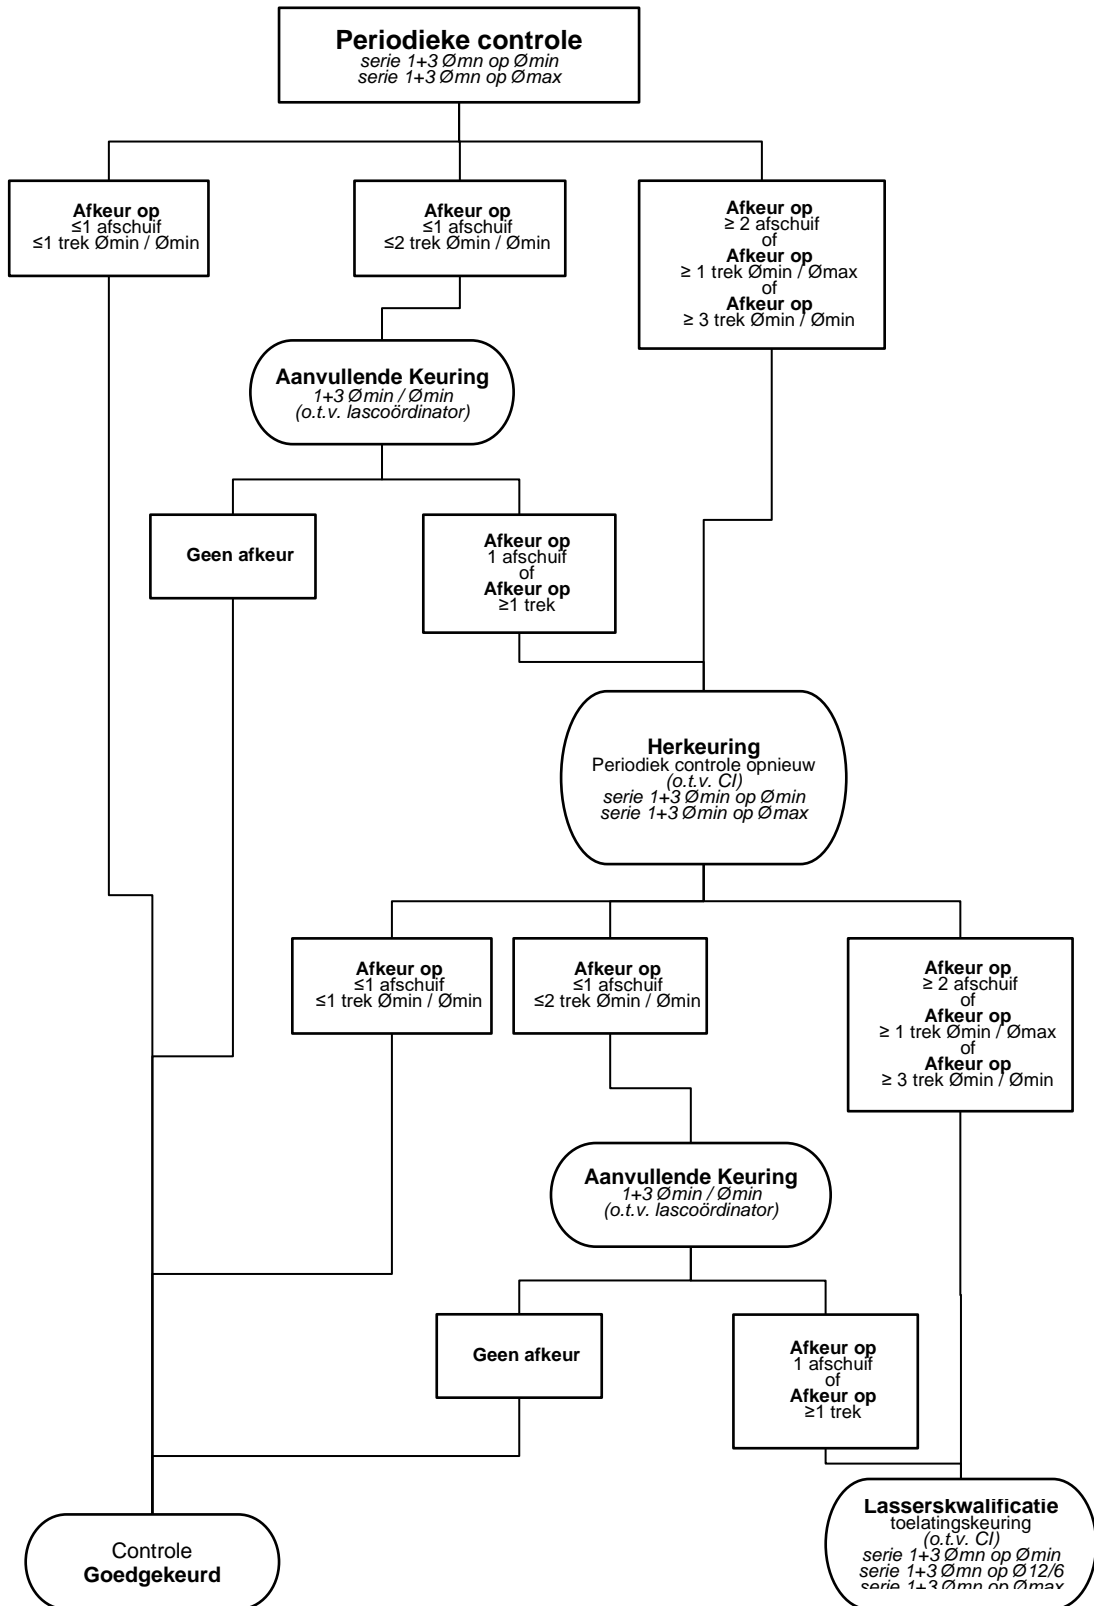 Periodieke controle
serie 1+3 Ømn op Ømin
serie 1+3 Ømn op Ømax
Afkeur op
≤1 afschuif
≤1 trek Ømin / Ømin
Afkeur op
≤1 afschuif
≤2 trek Ømin / Ømin
Afkeur op
≥ 2 afschuif
of
Afkeur op
≥ 1 trek Ømin / Ømax
of
Afkeur op
≥ 3 trek Ømin / Ømin
Aanvullende Keuring
1+3 Ømin / Ømin
(o.t.v. lascoördinator)
Geen afkeur
Afkeur op
1 afschuif
of
Afkeur op
≥1 trek
Herkeuring
Periodiek controle opnieuw
(o.t.v. CI)
serie 1+3 Ømin op Ømin
serie 1+3 Ømin op Ømax
Afkeur op
≤1 afschuif
≤1 trek Ømin / Ømin
Afkeur op
≤1 afschuif
≤2 trek Ømin / Ømin
Afkeur op
≥ 2 afschuif
of
Afkeur op
≥ 1 trek Ømin / Ømax
of
Afkeur op
≥ 3 trek Ømin / Ømin
Aanvullende Keuring
1+3 Ømin / Ømin
(o.t.v. lascoördinator)
Geen afkeur
Afkeur op
1 afschuif
of
Afkeur op
≥1 trek
Controle
Goedgekeurd
Lasserskwalificatie
toelatingskeuring
(o.t.v. CI)
serie 1+3 Ømn op Ømin
serie 1+3 Ømn op Ø12/6
serie 1+3 Ømn op Ømax